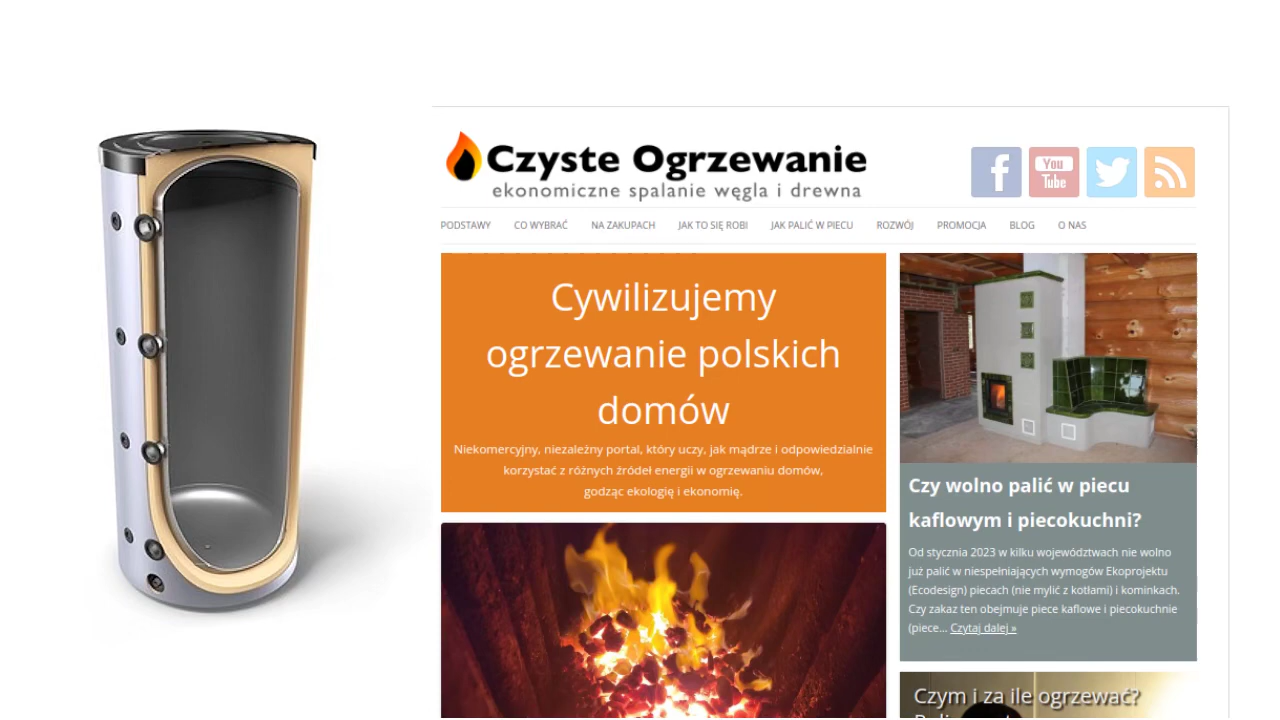 Czyste Ogrzewanie
ekonomiczne spalanie węgla i drewna
You
Tube
PODSTAWY CO WYBRAĆ NA ZAKUPACH JAK TO SIĘ ROBI JAK PALIĆ W PIECU ROZWÓJ PROMOCJA BLOG O NAS
Cywilizujemy
ogrzewanie polskich
domów
Niekomercyjny, niezależny portal, który uczy, jak mądrze i odpowiedzialnie
korzystać z różnych źródeł energii w ogrzewaniu domów,
godząc ekologię i ekonomię.
Czy wolno palić w piecu
kaflowym i piecokuchni?
Od stycznia 2023 w kilku województwach nie wolno
już palić w niespełniających wymogów Ekoprojektu
(Ecodesign) piecach (nie mylić z kotłami) i kominkach.
Czy zakaz ten obejmuje piece kaflowe i piecokuchnie
(piece... Czytaj dalej »
Czym i za ile ogrzewać?